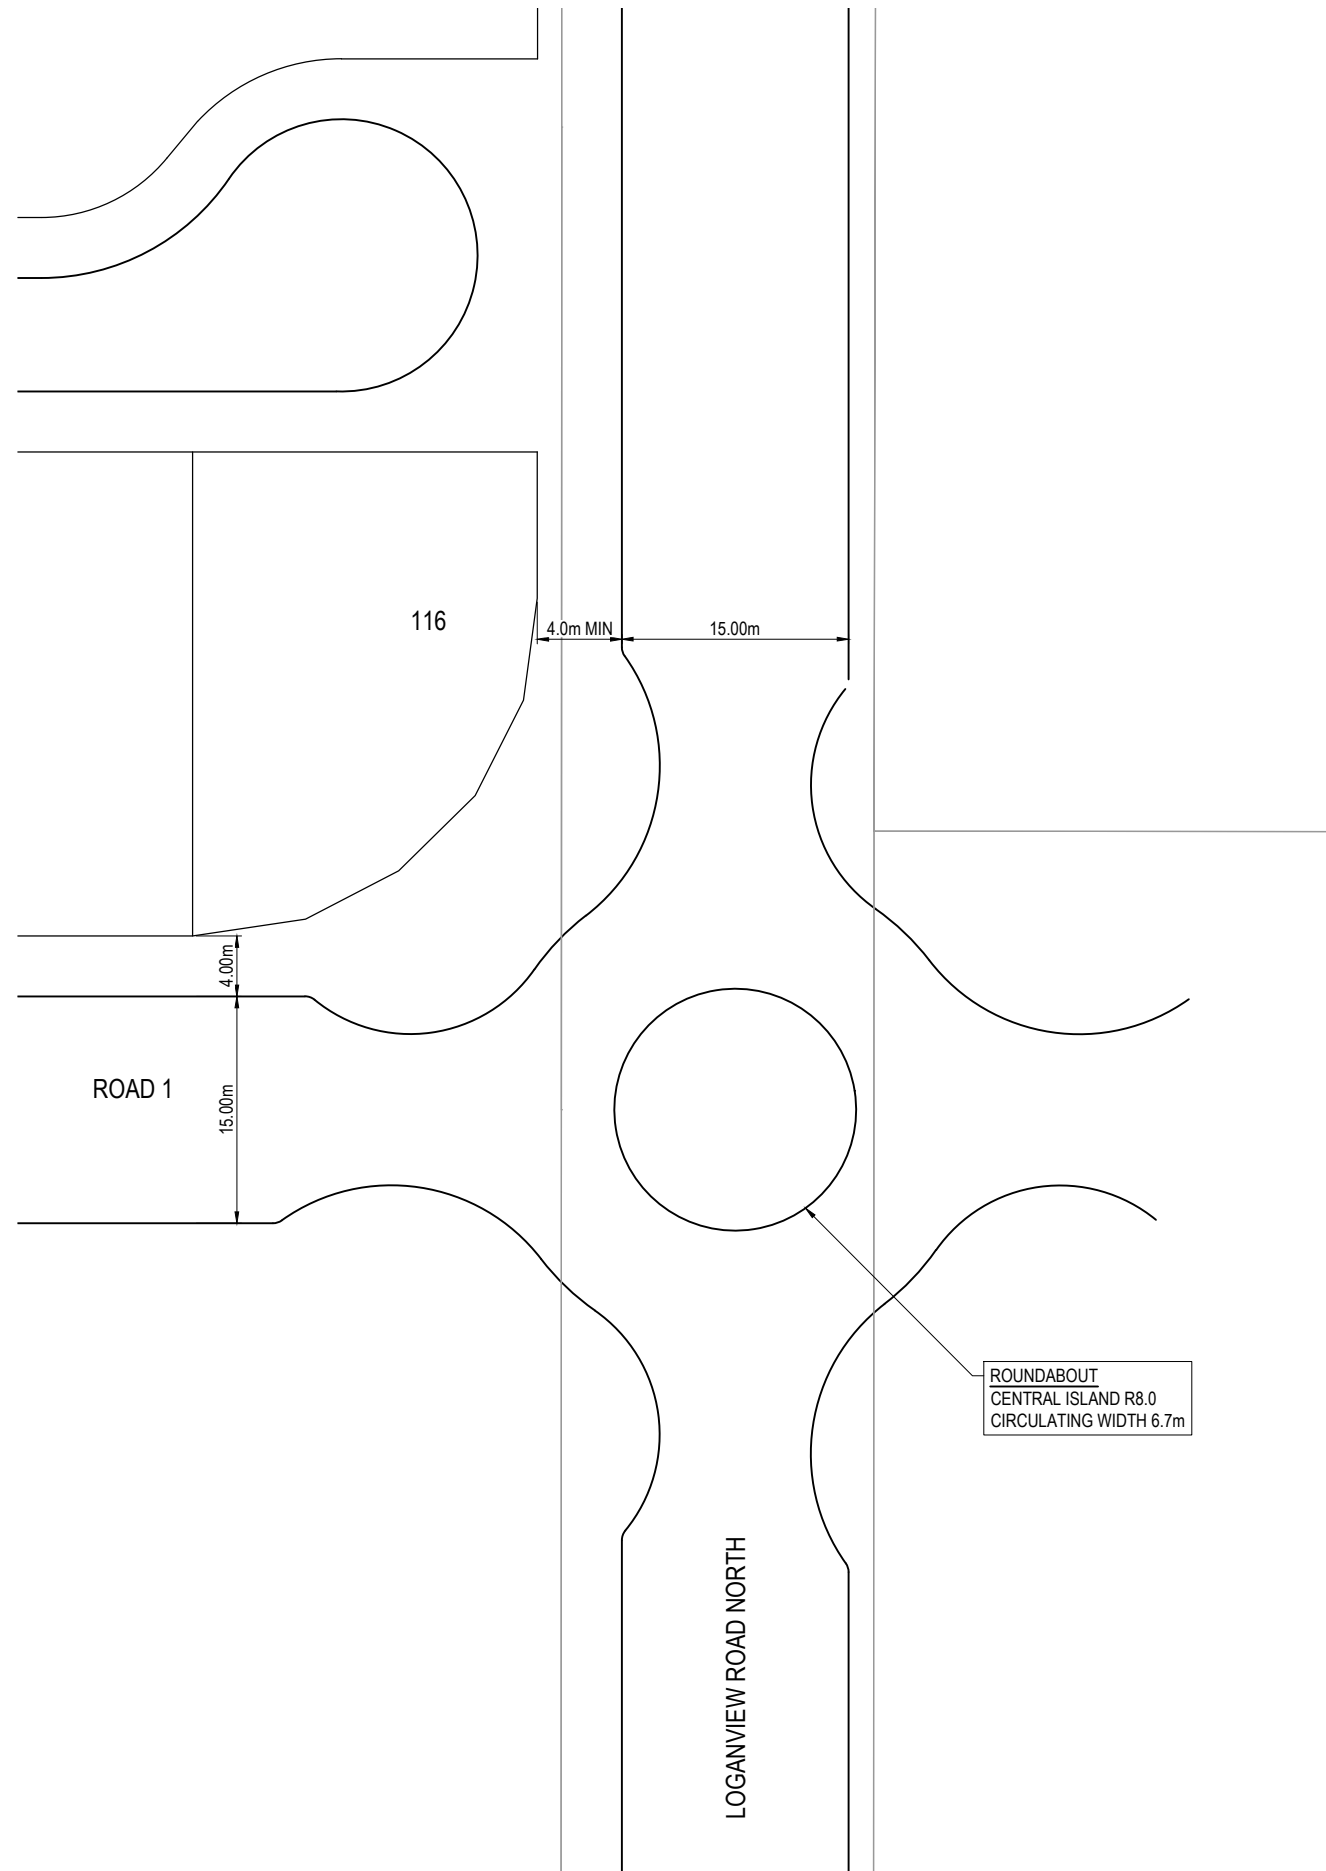 116
4.0m MIN
15.00m
4.00m
ROAD 1
15.00m
ROUNDABOUT
CENTRAL ISLAND R8.0
CIRCULATING WIDTH 6.7m
LOGANVIEW ROAD NORTH